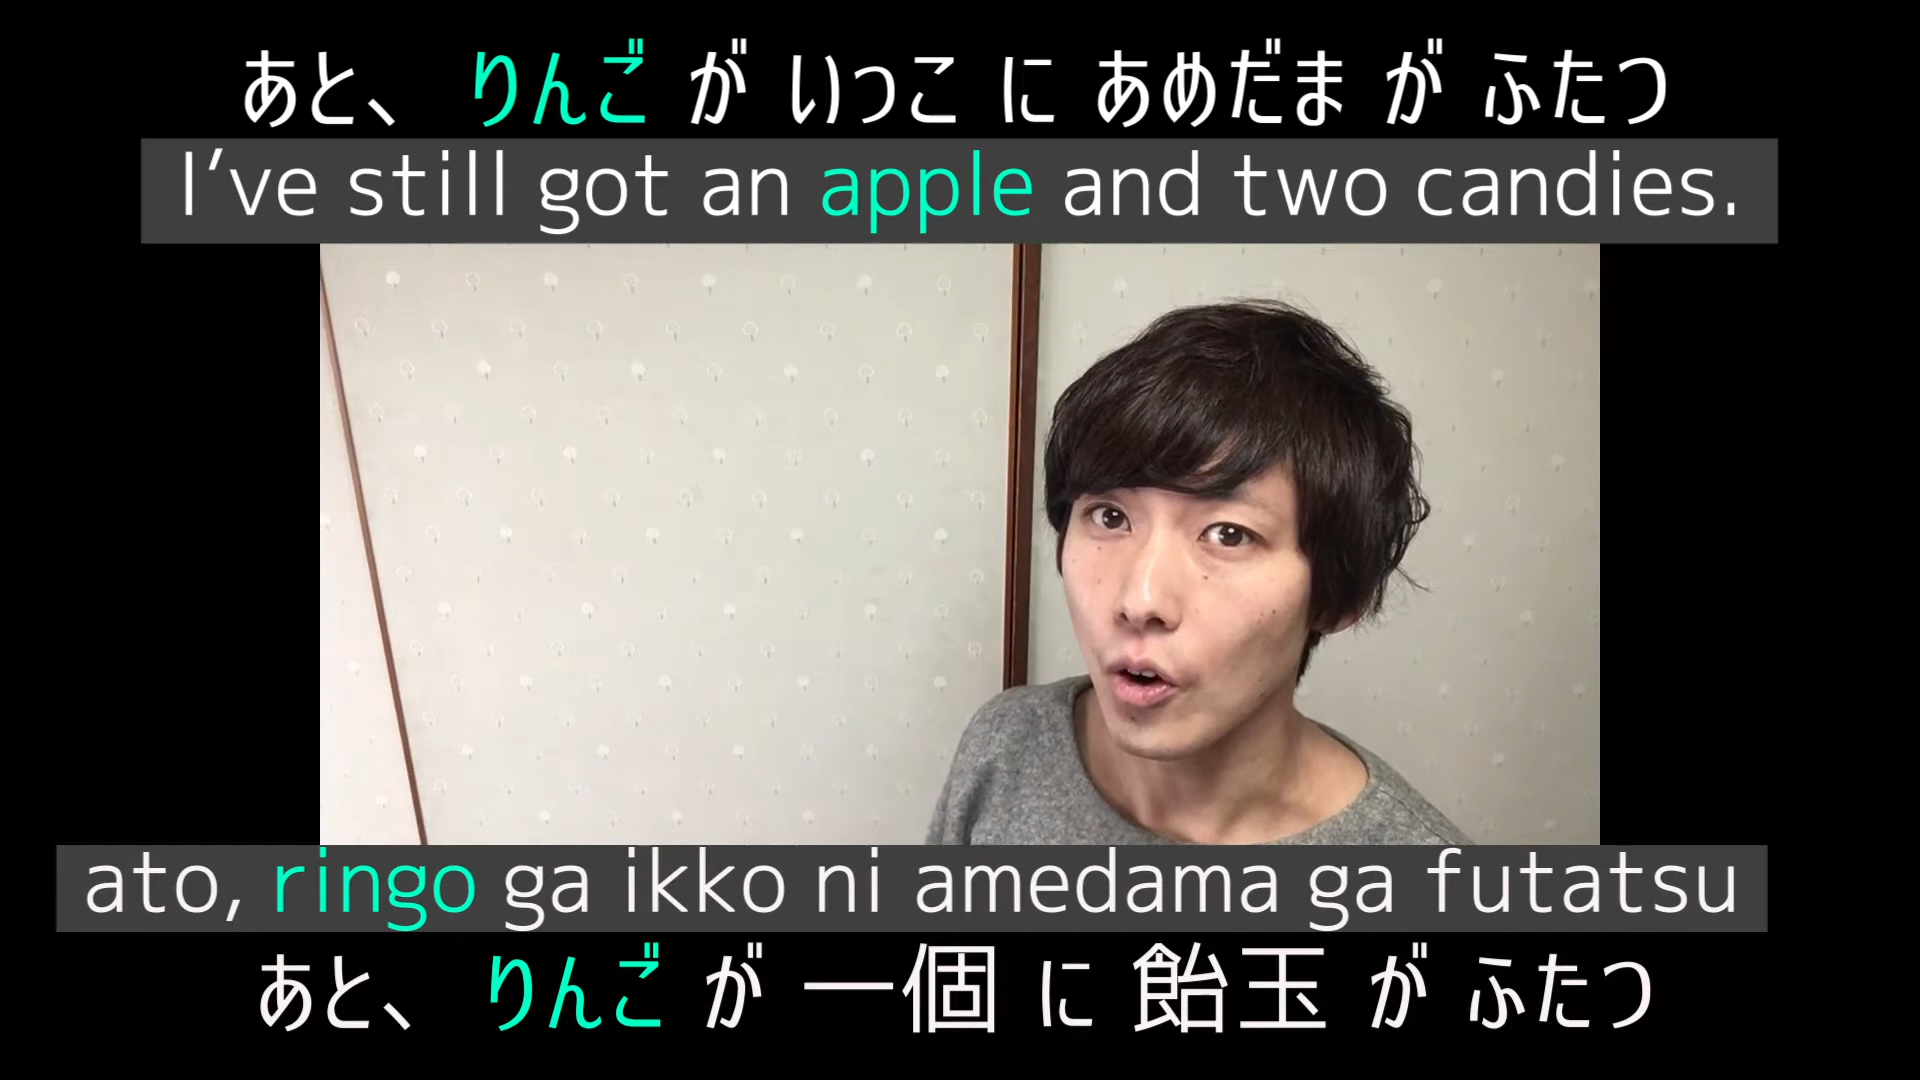 あと、 りんご が いっこ に あめだま が ふたつ
I've still got an apple and two candies.
ato, ringo ga ikko ni amedama ga futatsu
あと、 りんご が 一個 に 飴玉 が ふたつ